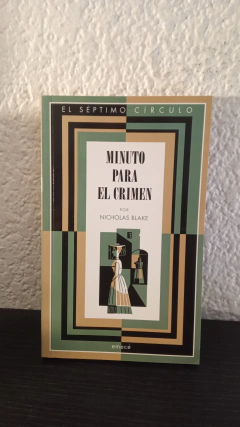 EL SÉPTIMO CÍRCULO
MINUTO
PARA
EL CRIMEN
POR
NICHOLAS BLAKE
emecé